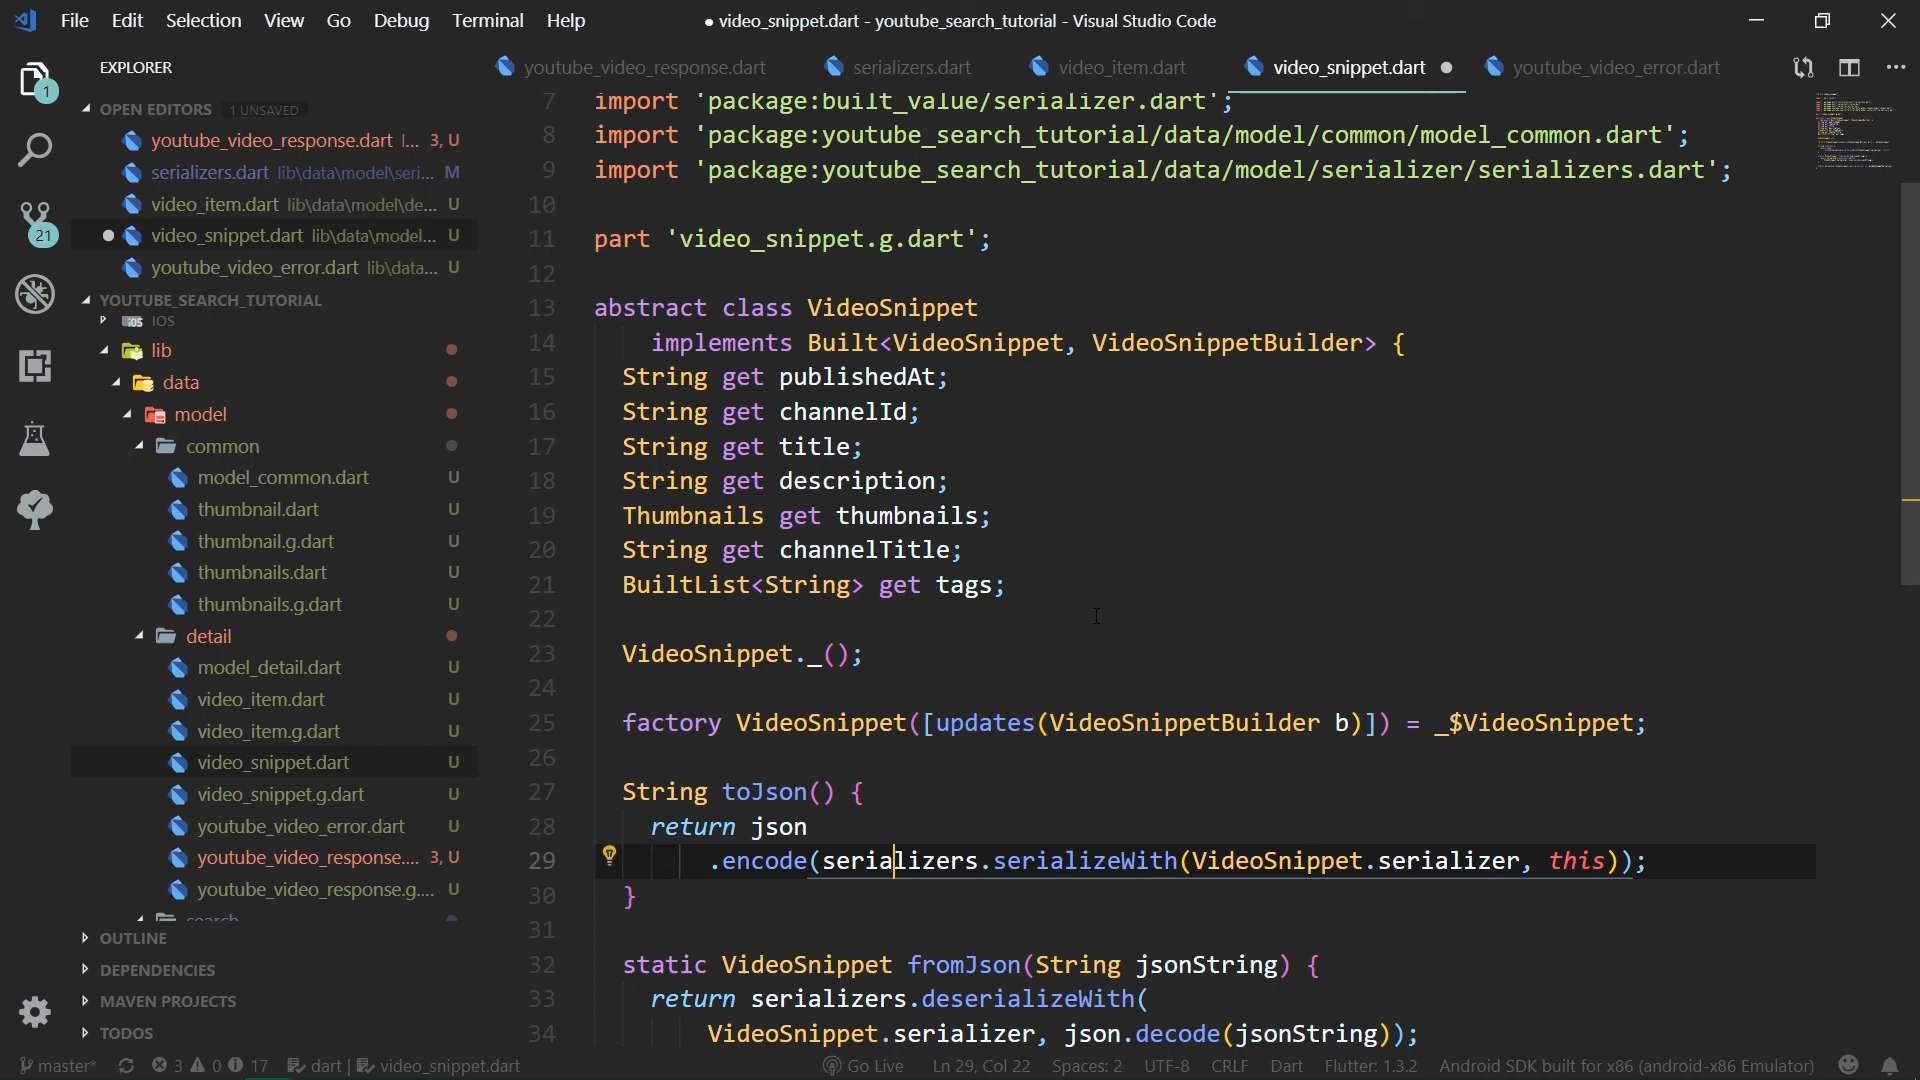 File Edit Selection View Go Debug Terminal Help
● video_snippet.dart - youtube_search_tutorial - Visual Studio Code
EXPLORER
youtube_video_response.dart serializers.dart video_item.dart video_snippet.dart youtube_video_error.dart
1
OPEN EDITORS 1 UNSAVED
youtube_video_response.dart l... 3, U
serializers.dart lib\data\model\seri... M
video_item.dart lib\data\model\de... U
video_snippet.dart lib\data\model... U
youtube_video_error.dart lib\data... U
21
YOUTUBE_SEARCH_TUTORIAL
ios
lib
data
model
common
model_common.dart U
thumbnail.dart U
thumbnail.g.dart U
thumbnails.dart U
thumbnails.g.dart U
detail
model_detail.dart U
video_item.dart U
video_item.g.dart U
video_snippet.dart U
video_snippet.g.dart U
youtube_video_error.dart U
youtube_video_response.... 3, U
youtube_video_response.g.... U
search
OUTLINE
DEPENDENCIES
MAVEN PROJECTS
TODOS
7 import 'package:built_value/serializer.dart';
8 import 'package:youtube_search_tutorial/data/model/common/model_common.dart';
9 import 'package:youtube_search_tutorial/data/model/serializer/serializers.dart';
10
11 part 'video_snippet.g.dart';
12
13 abstract class VideoSnippet
14 implements Built<VideoSnippet, VideoSnippetBuilder> {
15 String get publishedAt;
16 String get channelId;
17 String get title;
18 String get description;
19 Thumbnails get thumbnails;
20 String get channelTitle;
21 BuiltList<String> get tags;
22
23 VideoSnippet._();
24
25 factory VideoSnippet([updates(VideoSnippetBuilder b)]) = _$VideoSnippet;
26
27 String toJson() {
28 return json
29 .encode(serializers.serializeWith(VideoSnippet.serializer, this));
30 }
31
32 static VideoSnippet fromJson(String jsonString) {
33 return serializers.deserializeWith(
34 VideoSnippet.serializer, json.decode(jsonString));
master* 3 0 17 dart | video_snippet.dart Go Live Ln 29, Col 22 Spaces: 2 UTF-8 CRLF Dart Flutter: 1.3.2 Android SDK built for x86 (android-x86 Emulator)